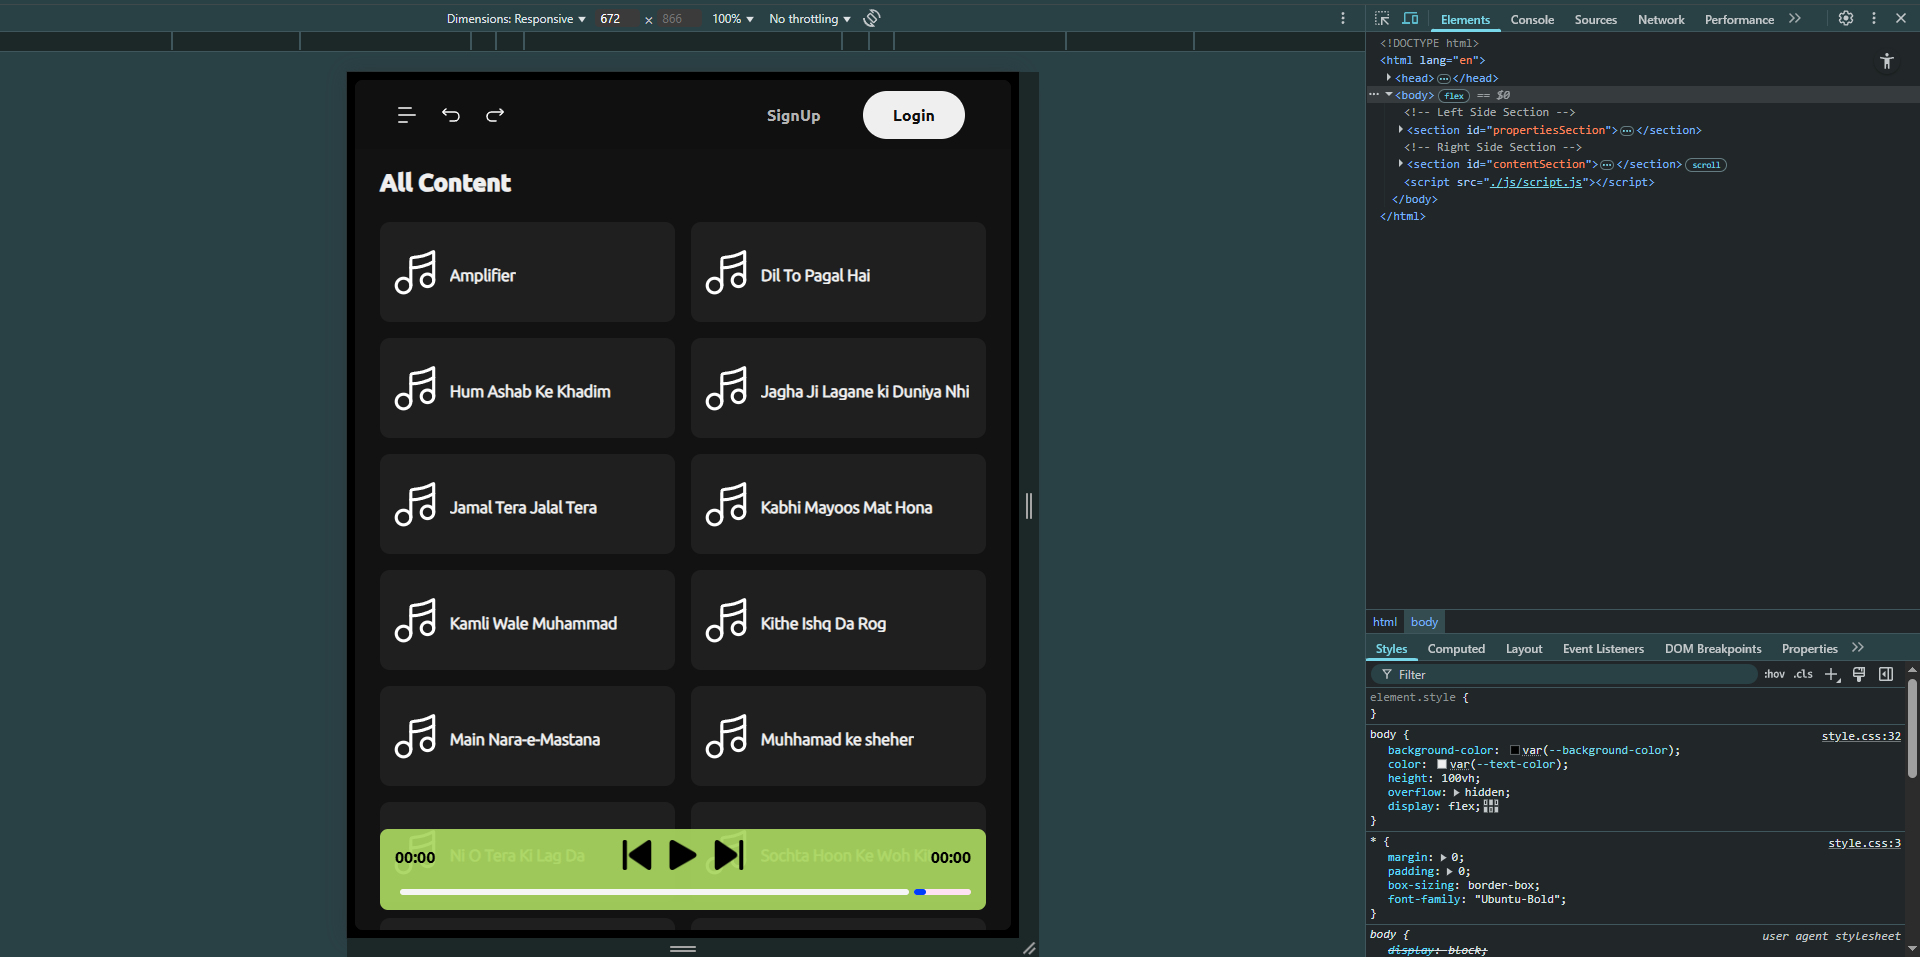 Dimensions: Responsive 672 × 866 100% No throttling
SignUp Login
All Content
Amplifier
Dil To Pagal Hai
Hum Ashab Ke Khadim
Jagha Ji Lagane ki Duniya Nhi
Jamal Tera Jalal Tera
Kabhi Mayoos Mat Hona
Kamli Wale Muhammad
Kithe Ishq Da Rog
Main Nara-e-Mastana
Muhhamad ke sheher
Ni O Tera Ki Lag Da
Sochta Hoon Ke Woh
00:00
00:00
Elements Console Sources Network Performance
<!DOCTYPE html>
<html lang="en">
<head> </head>
<body> flex == $0
<!-- Left Side Section -->
<section id="propertiesSection"> </section>
<!-- Right Side Section -->
<section id="contentSection"> </section> scroll
<script src="./js/script.js"></script>
</body>
</html>
html body
Styles Computed Layout Event Listeners DOM Breakpoints Properties
Filter :hov .cls
element.style {
}
body { style.css:32
background-color: var(--background-color);
color: var(--text-color);
height: 100vh;
overflow: hidden;
display: flex;
}
* { style.css:3
margin: 0;
padding: 0;
box-sizing: border-box;
font-family: "Ubuntu-Bold";
}
body { user agent stylesheet
display: block;